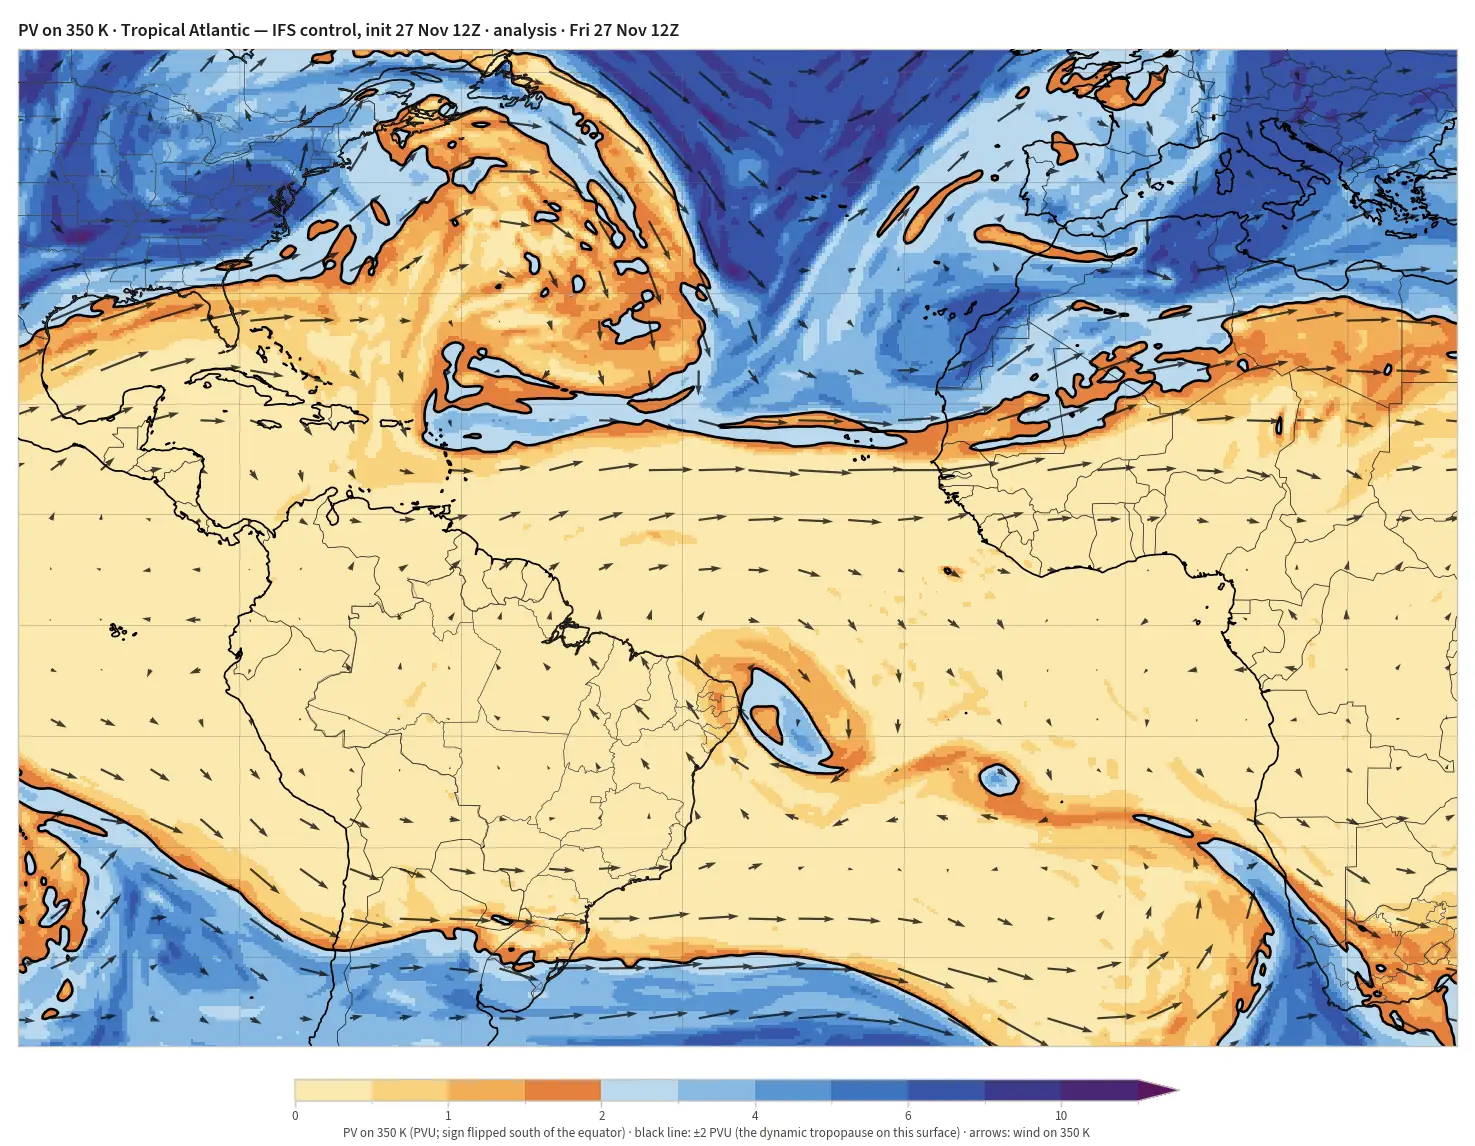 PV on 350 K · Tropical Atlantic — IFS control, init 27 Nov 12Z · analysis · Fri 27 Nov 12Z
0 1 2 4 6 10
PV on 350 K (PVU; sign flipped south of the equator) · black line: ±2 PVU (the dynamic tropopause on this surface) · arrows: wind on 350 K